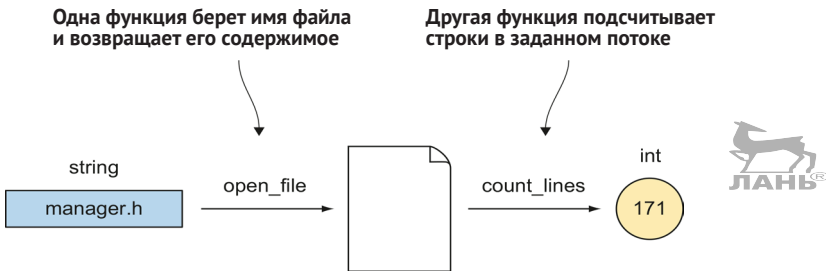 Одна функция берет имя файла
и возвращает его содержимое
Другая функция подсчитывает
строки в заданном потоке
string
manager.h
open_file
count_lines
int
171
ЛАНЬ®